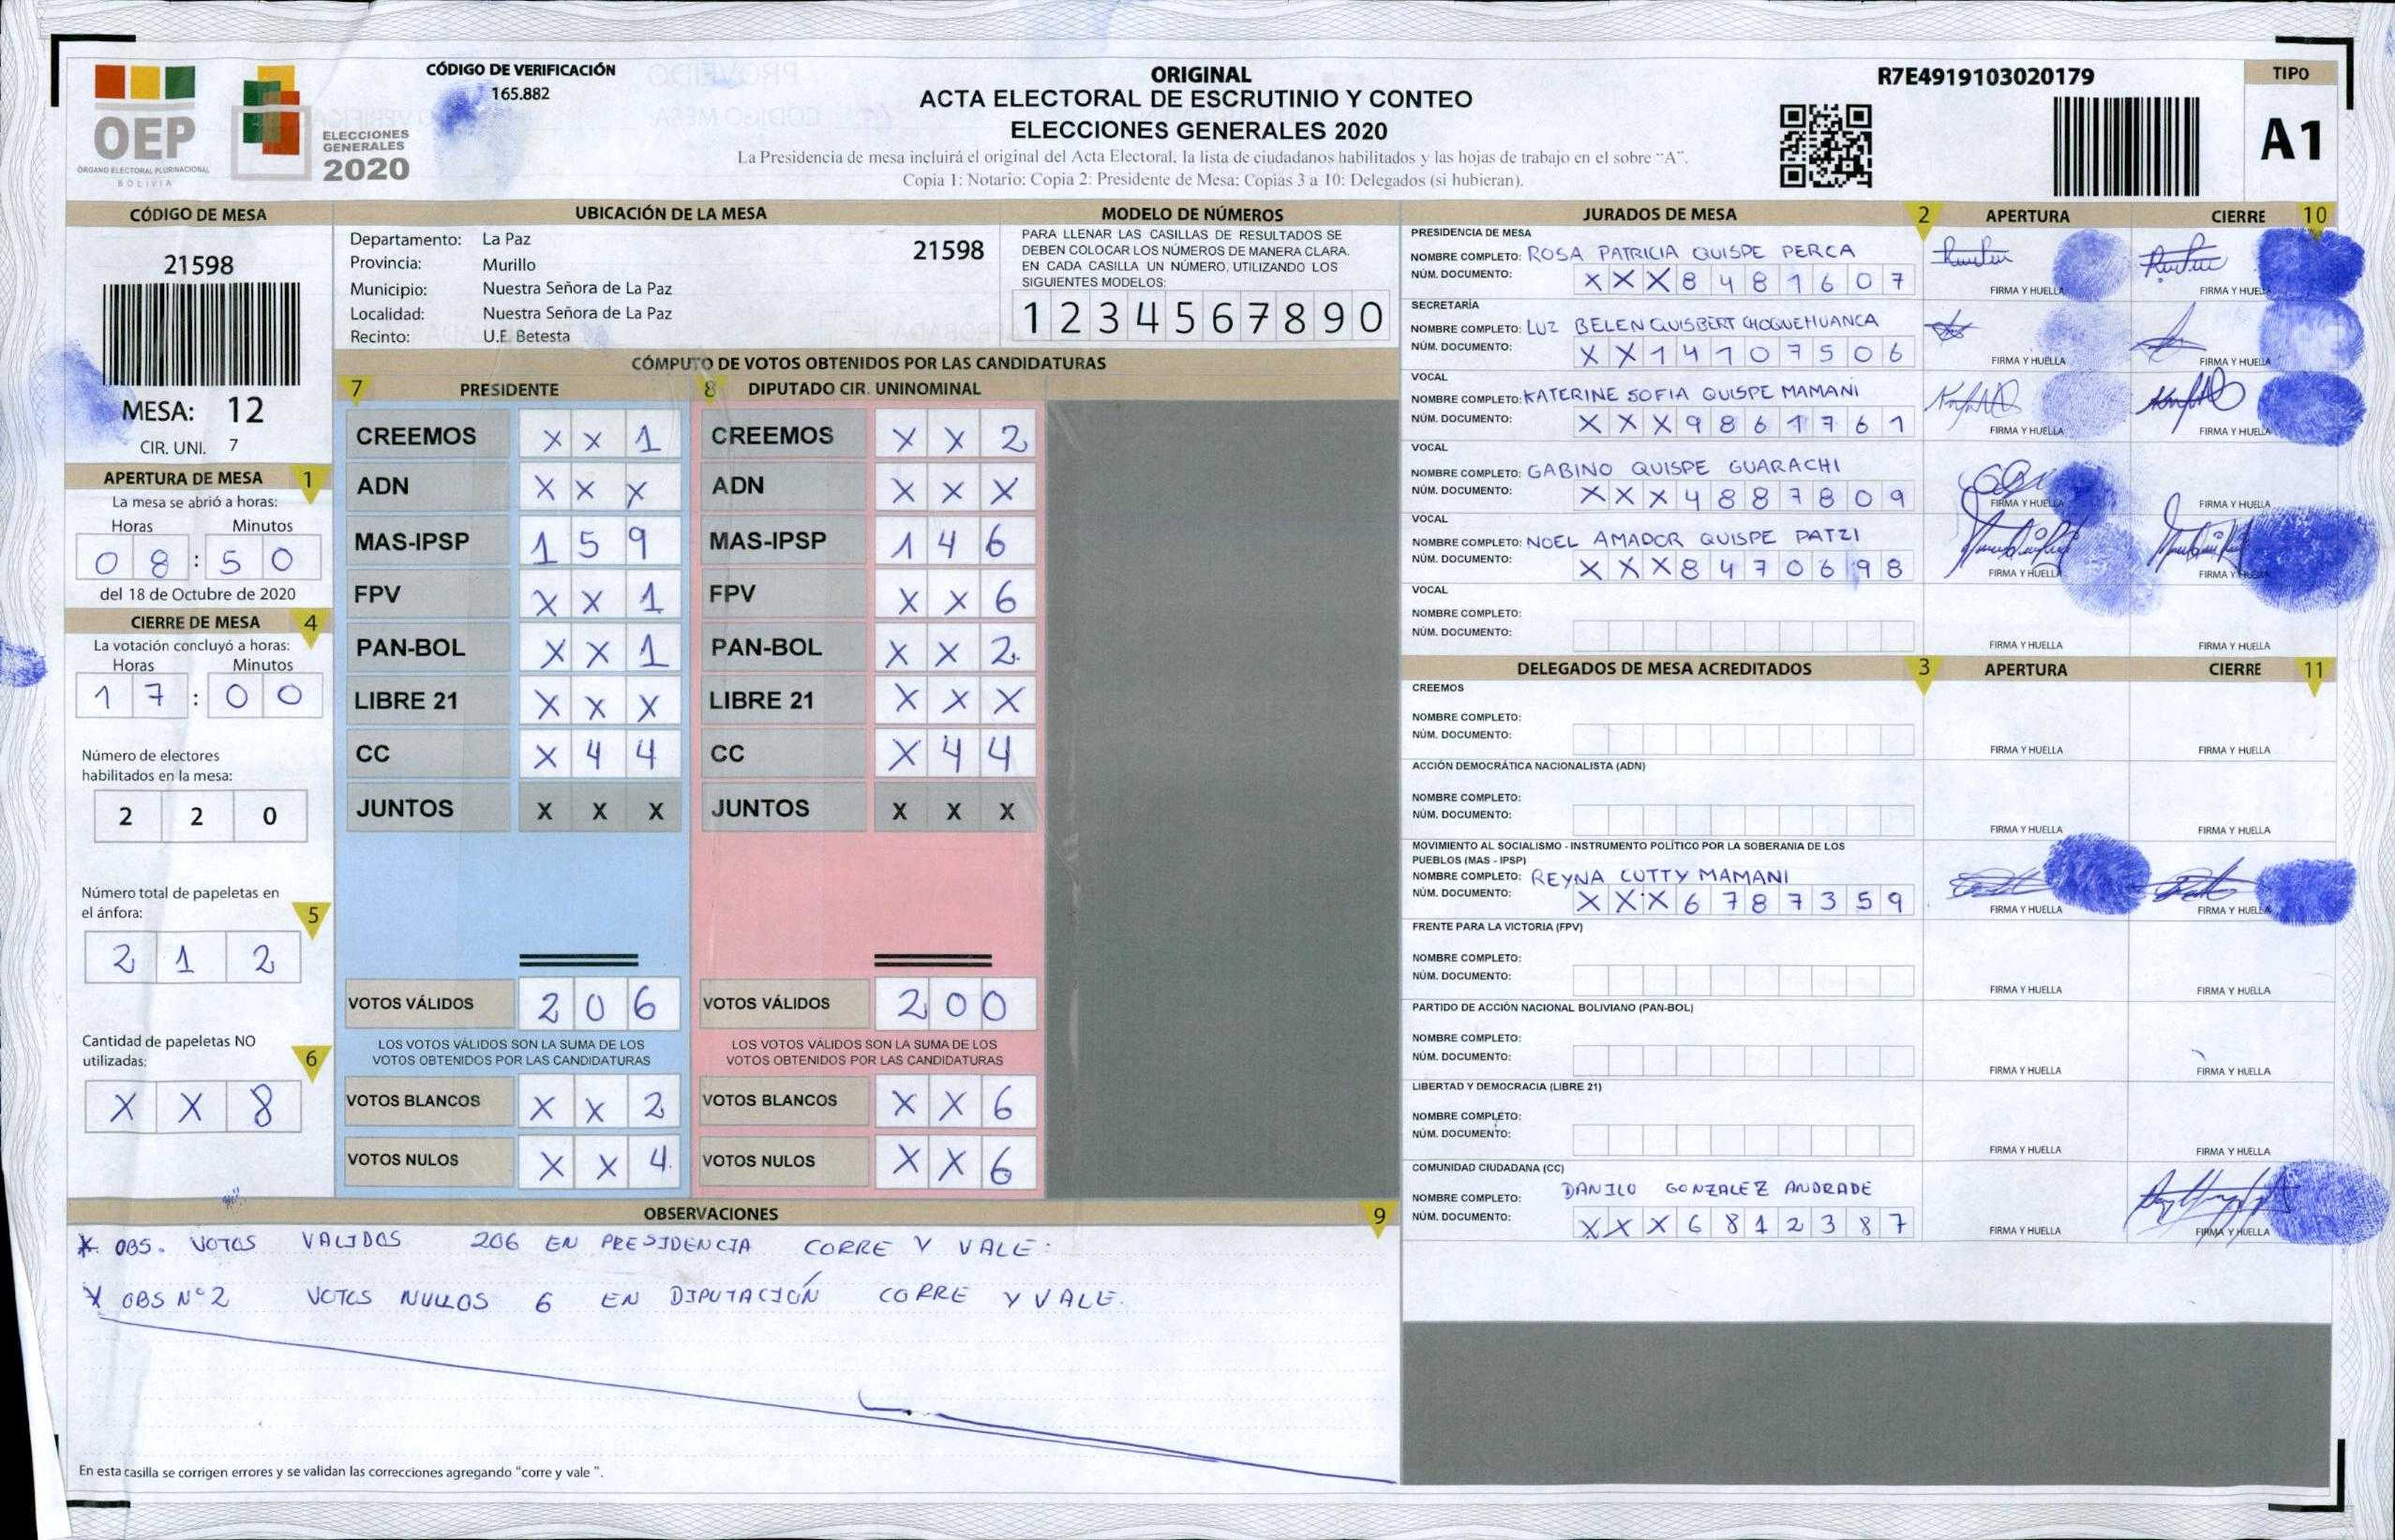 CÓDIGO DE VERIFICACIÓN
165.882
OEP
ÓRGANO ELECTORAL PLURINACIONAL
BOLIVIA
ELECCIONES
GENERALES
2020
ORIGINAL
ACTA ELECTORAL DE ESCRUTINIO Y CONTEO
ELECCIONES GENERALES 2020
La Presidencia de mesa incluirá el original del Acta Electoral, la lista de ciudadanos habilitados y las hojas de trabajo en el sobre "A".
Copia 1: Notario; Copia 2: Presidente de Mesa; Copias 3 a 10: Delegados (si hubieran).
R7E4919103020179
TIPO
A1
CÓDIGO DE MESA
21598
MESA: 12
CIR. UNI. 7
APERTURA DE MESA 1
La mesa se abrió a horas:
Horas Minutos
0 8 : 5 0
del 18 de Octubre de 2020
CIERRE DE MESA 4
La votación concluyó a horas:
Horas Minutos
1 7 : 0 0
Número de electores
habilitados en la mesa:
2 2 0
Número total de papeletas en
el ánfora: 5
2 1 2
Cantidad de papeletas NO
utilizadas: 6
X X 8
UBICACIÓN DE LA MESA
Departamento: La Paz
21598
Provincia: Murillo
Municipio: Nuestra Señora de La Paz
Localidad: Nuestra Señora de La Paz
Recinto: U.E. Betesta
MODELO DE NÚMEROS
PARA LLENAR LAS CASILLAS DE RESULTADOS SE
DEBEN COLOCAR LOS NÚMEROS DE MANERA CLARA.
EN CADA CASILLA UN NÚMERO, UTILIZANDO LOS
SIGUIENTES MODELOS:
1 2 3 4 5 6 7 8 9 0
CÓMPUTO DE VOTOS OBTENIDOS POR LAS CANDIDATURAS
7 PRESIDENTE
CREEMOS X X 1
ADN X X X
MAS-IPSP 1 5 9
FPV X X 1
PAN-BOL X X 1
LIBRE 21 X X X
CC X 4 4
JUNTOS X X X
VOTOS VÁLIDOS 2 0 6
LOS VOTOS VÁLIDOS SON LA SUMA DE LOS
VOTOS OBTENIDOS POR LAS CANDIDATURAS
VOTOS BLANCOS X X 2
VOTOS NULOS X X 4
8 DIPUTADO CIR. UNINOMINAL
CREEMOS X X 2
ADN X X X
MAS-IPSP 1 4 6
FPV X X 6
PAN-BOL X X 2
LIBRE 21 X X X
CC X 4 4
JUNTOS X X X
VOTOS VÁLIDOS 2 0 0
LOS VOTOS VÁLIDOS SON LA SUMA DE LOS
VOTOS OBTENIDOS POR LAS CANDIDATURAS
VOTOS BLANCOS X X 6
VOTOS NULOS X X 6
OBSERVACIONES 9
* OBS. VOTOS VALIDOS 206 EN PRESIDENCIA CORRE Y VALE.
* OBS N°2 VOTOS NULLOS 6 EN DIPUTACIÓN CORRE Y VALE.
En esta casilla se corrigen errores y se validan las correcciones agregando "corre y vale ".
JURADOS DE MESA 2 APERTURA CIERRE 10
PRESIDENCIA DE MESA
NOMBRE COMPLETO: ROSA PATRICIA QUISPE PERCA
NÚM. DOCUMENTO: X X X 8 4 8 1 6 0 7
FIRMA Y HUELLA FIRMA Y HUELLA
SECRETARÍA
NOMBRE COMPLETO: LUZ BELEN QUISBERT CHOQUEHUANCA
NÚM. DOCUMENTO: X X 1 4 1 0 7 5 0 6
FIRMA Y HUELLA FIRMA Y HUELLA
VOCAL
NOMBRE COMPLETO: KATERINE SOFIA QUISPE MAMANI
NÚM. DOCUMENTO: X X X 9 8 6 1 7 6 1
FIRMA Y HUELLA FIRMA Y HUELLA
VOCAL
NOMBRE COMPLETO: GABINO QUISPE GUARACHI
NÚM. DOCUMENTO: X X X 4 8 8 7 8 0 9
FIRMA Y HUELLA FIRMA Y HUELLA
VOCAL
NOMBRE COMPLETO: NOEL AMADOR QUISPE PATZI
NÚM. DOCUMENTO: X X X 8 4 7 0 6 9 8
FIRMA Y HUELLA FIRMA Y HUELLA
VOCAL
NOMBRE COMPLETO:
NÚM. DOCUMENTO:
FIRMA Y HUELLA FIRMA Y HUELLA
DELEGADOS DE MESA ACREDITADOS 3 APERTURA CIERRE 11
CREEMOS
NOMBRE COMPLETO:
NÚM. DOCUMENTO:
FIRMA Y HUELLA FIRMA Y HUELLA
ACCIÓN DEMOCRÁTICA NACIONALISTA (ADN)
NOMBRE COMPLETO:
NÚM. DOCUMENTO:
FIRMA Y HUELLA FIRMA Y HUELLA
MOVIMIENTO AL SOCIALISMO - INSTRUMENTO POLÍTICO POR LA SOBERANIA DE LOS
PUEBLOS (MAS - IPSP)
NOMBRE COMPLETO: REYNA CUTTY MAMANI
NÚM. DOCUMENTO: X X X 6 7 8 7 3 5 9
FIRMA Y HUELLA FIRMA Y HUELLA
FRENTE PARA LA VICTORIA (FPV)
NOMBRE COMPLETO:
NÚM. DOCUMENTO:
FIRMA Y HUELLA FIRMA Y HUELLA
PARTIDO DE ACCIÓN NACIONAL BOLIVIANO (PAN-BOL)
NOMBRE COMPLETO:
NÚM. DOCUMENTO:
FIRMA Y HUELLA FIRMA Y HUELLA
LIBERTAD Y DEMOCRACIA (LIBRE 21)
NOMBRE COMPLETO:
NÚM. DOCUMENTO:
FIRMA Y HUELLA FIRMA Y HUELLA
COMUNIDAD CIUDADANA (CC)
NOMBRE COMPLETO: DANILO GONZALEZ ANDRADE
NÚM. DOCUMENTO: X X X 6 8 1 2 3 8 7
FIRMA Y HUELLA FIRMA Y HUELLA